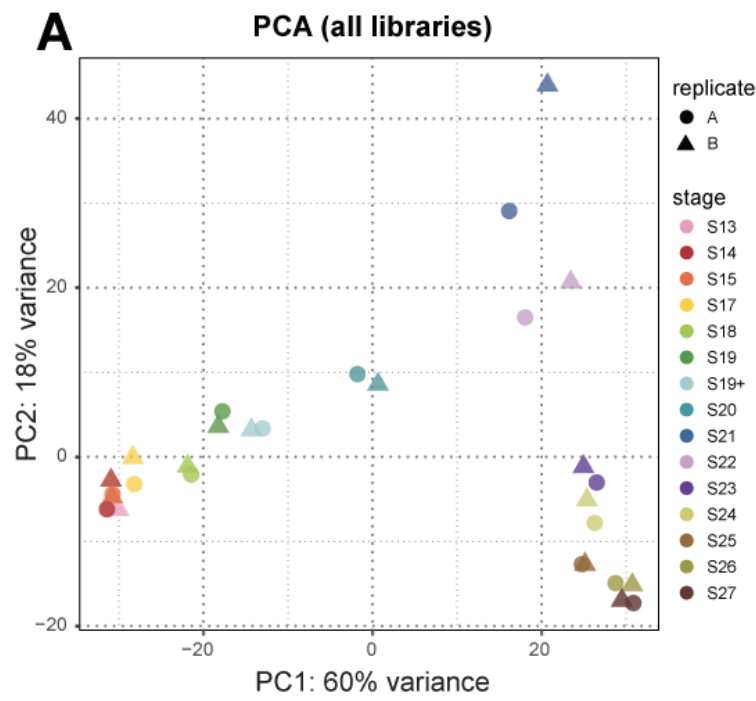 A
PCA (all libraries)
replicate
A
B
stage
S13
S14
S15
S17
S18
S19
S19+
S20
S21
S22
S23
S24
S25
S26
S27
PC2: 18% variance
40
20
0
−20
−20 0 20
PC1: 60% variance